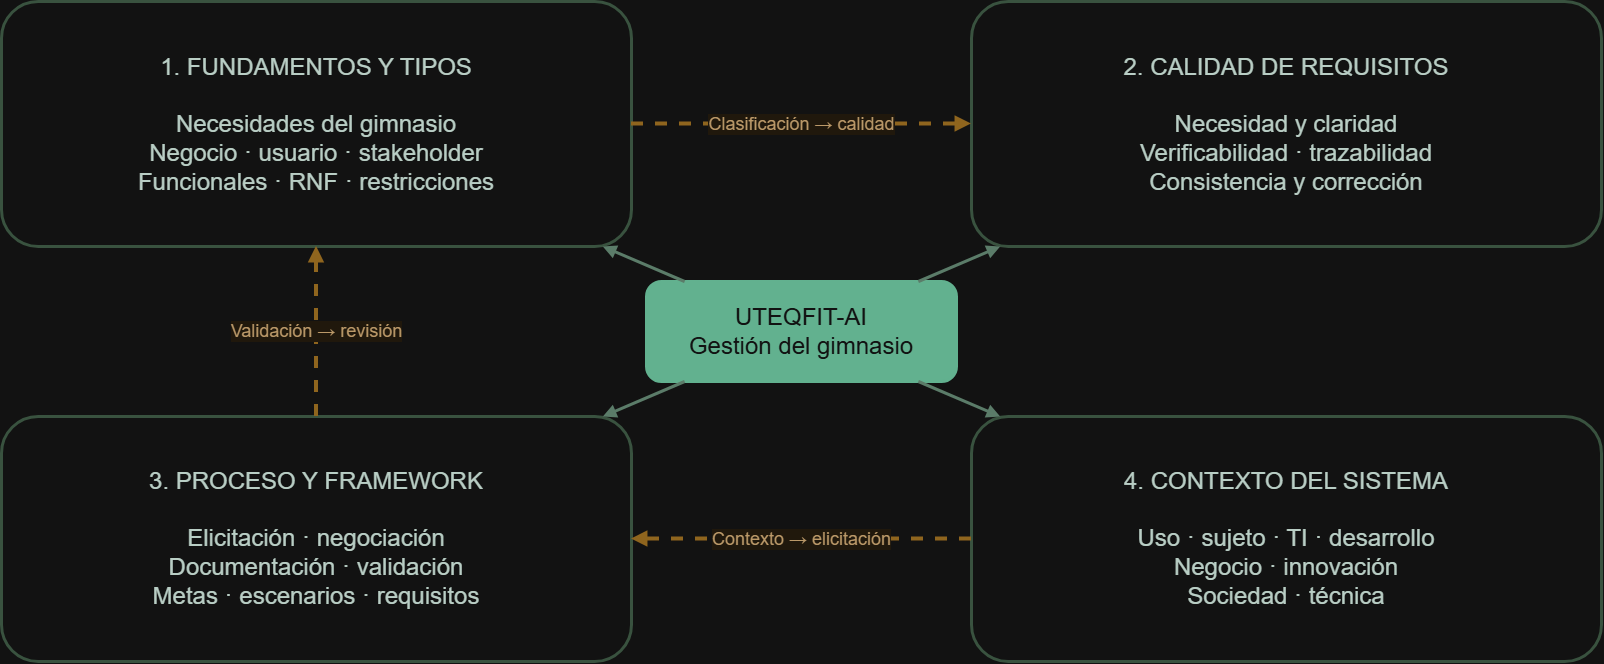 1. FUNDAMENTOS Y TIPOS
Necesidades del gimnasio
Negocio · usuario · stakeholder
Funcionales · RNF · restricciones
Clasificación → calidad
2. CALIDAD DE REQUISITOS
Necesidad y claridad
Verificabilidad · trazabilidad
Consistencia y corrección
Validación → revisión
UTEQFIT-AI
Gestión del gimnasio
3. PROCESO Y FRAMEWORK
Elicitación · negociación
Documentación · validación
Metas · escenarios · requisitos
Contexto → elicitación
4. CONTEXTO DEL SISTEMA
Uso · sujeto · TI · desarrollo
Negocio · innovación
Sociedad · técnica